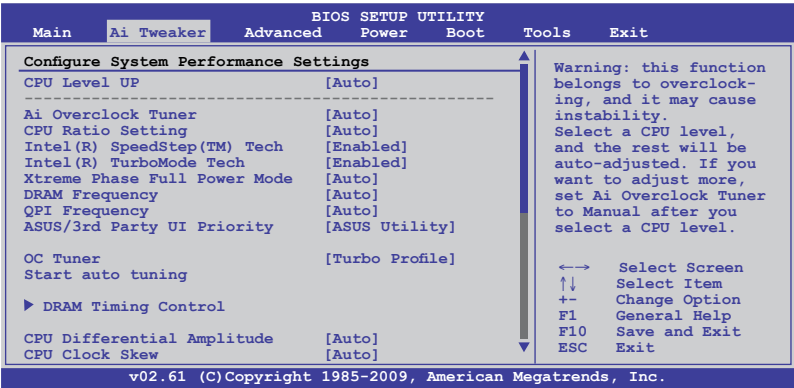 BIOS SETUP UTILITY
Main Ai Tweaker Advanced Power Boot Tools Exit
Configure System Performance Settings
CPU Level UP [Auto]
--------------------------------------------------
Ai Overclock Tuner [Auto]
CPU Ratio Setting [Auto]
Intel(R) SpeedStep(TM) Tech [Enabled]
Intel(R) TurboMode Tech [Enabled]
Xtreme Phase Full Power Mode [Auto]
DRAM Frequency [Auto]
QPI Frequency [Auto]
ASUS/3rd Party UI Priority [ASUS Utility]
OC Tuner [Turbo Profile]
Start auto tuning
▶ DRAM Timing Control
CPU Differential Amplitude [Auto]
CPU Clock Skew [Auto]
Warning: this function
belongs to overclock-
ing, and it may cause
instability.
Select a CPU level,
and the rest will be
auto-adjusted. If you
want to adjust more,
set Ai Overclock Tuner
to Manual after you
select a CPU level.
←→ Select Screen
↑↓ Select Item
+- Change Option
F1 General Help
F10 Save and Exit
ESC Exit
v02.61 (C)Copyright 1985-2009, American Megatrends, Inc.